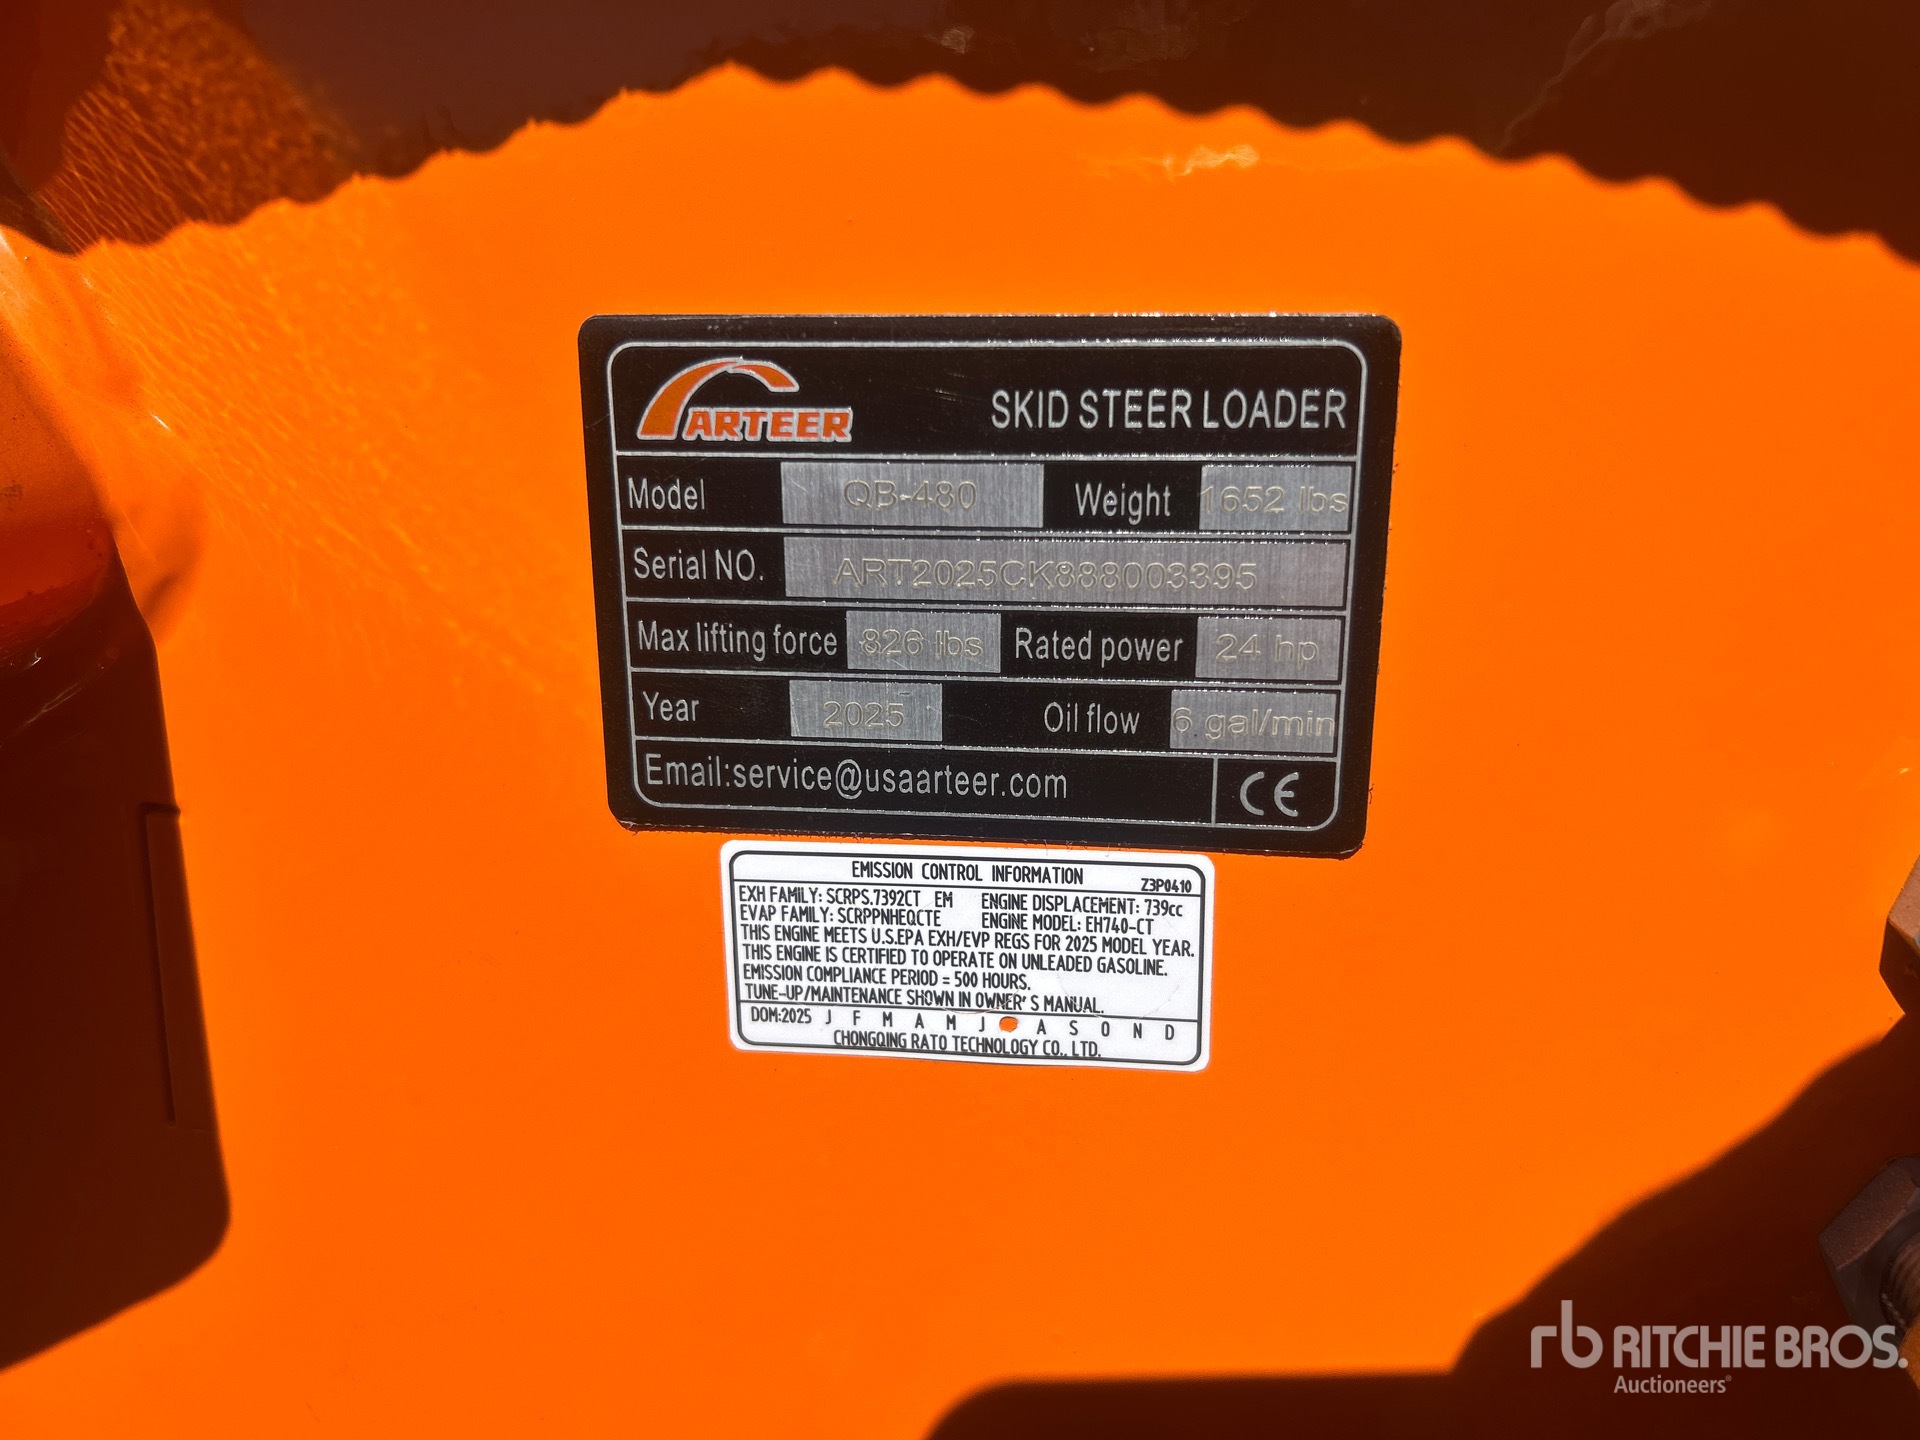 ARTEER SKID STEER LOADER
Model QB-480 Weight 1652 lbs
Serial NO. ART2025CK888003395
Max lifting force 826 lbs Rated power 24 hp
Year 2025 Oil flow 6 gal/min
Email:service@usaarteer.com CE
EMISSION CONTROL INFORMATION Z3P0410
EXH FAMILY: SCRPS.7392CT EM ENGINE DISPLACEMENT: 739cc
EVAP FAMILY: SCRPPNHEQCTE ENGINE MODEL: EH740-CT
THIS ENGINE MEETS U.S.EPA EXH/EVP REGS FOR 2025 MODEL YEAR.
THIS ENGINE IS CERTIFIED TO OPERATE ON UNLEADED GASOLINE.
EMISSION COMPLIANCE PERIOD = 500 HOURS.
TUNE-UP/MAINTENANCE SHOWN IN OWNER'S MANUAL.
DOM:2025 J F M A M J A S O N D
CHONGQING RATO TECHNOLOGY CO., LTD.
rb RITCHIE BROS.
Auctioneers®